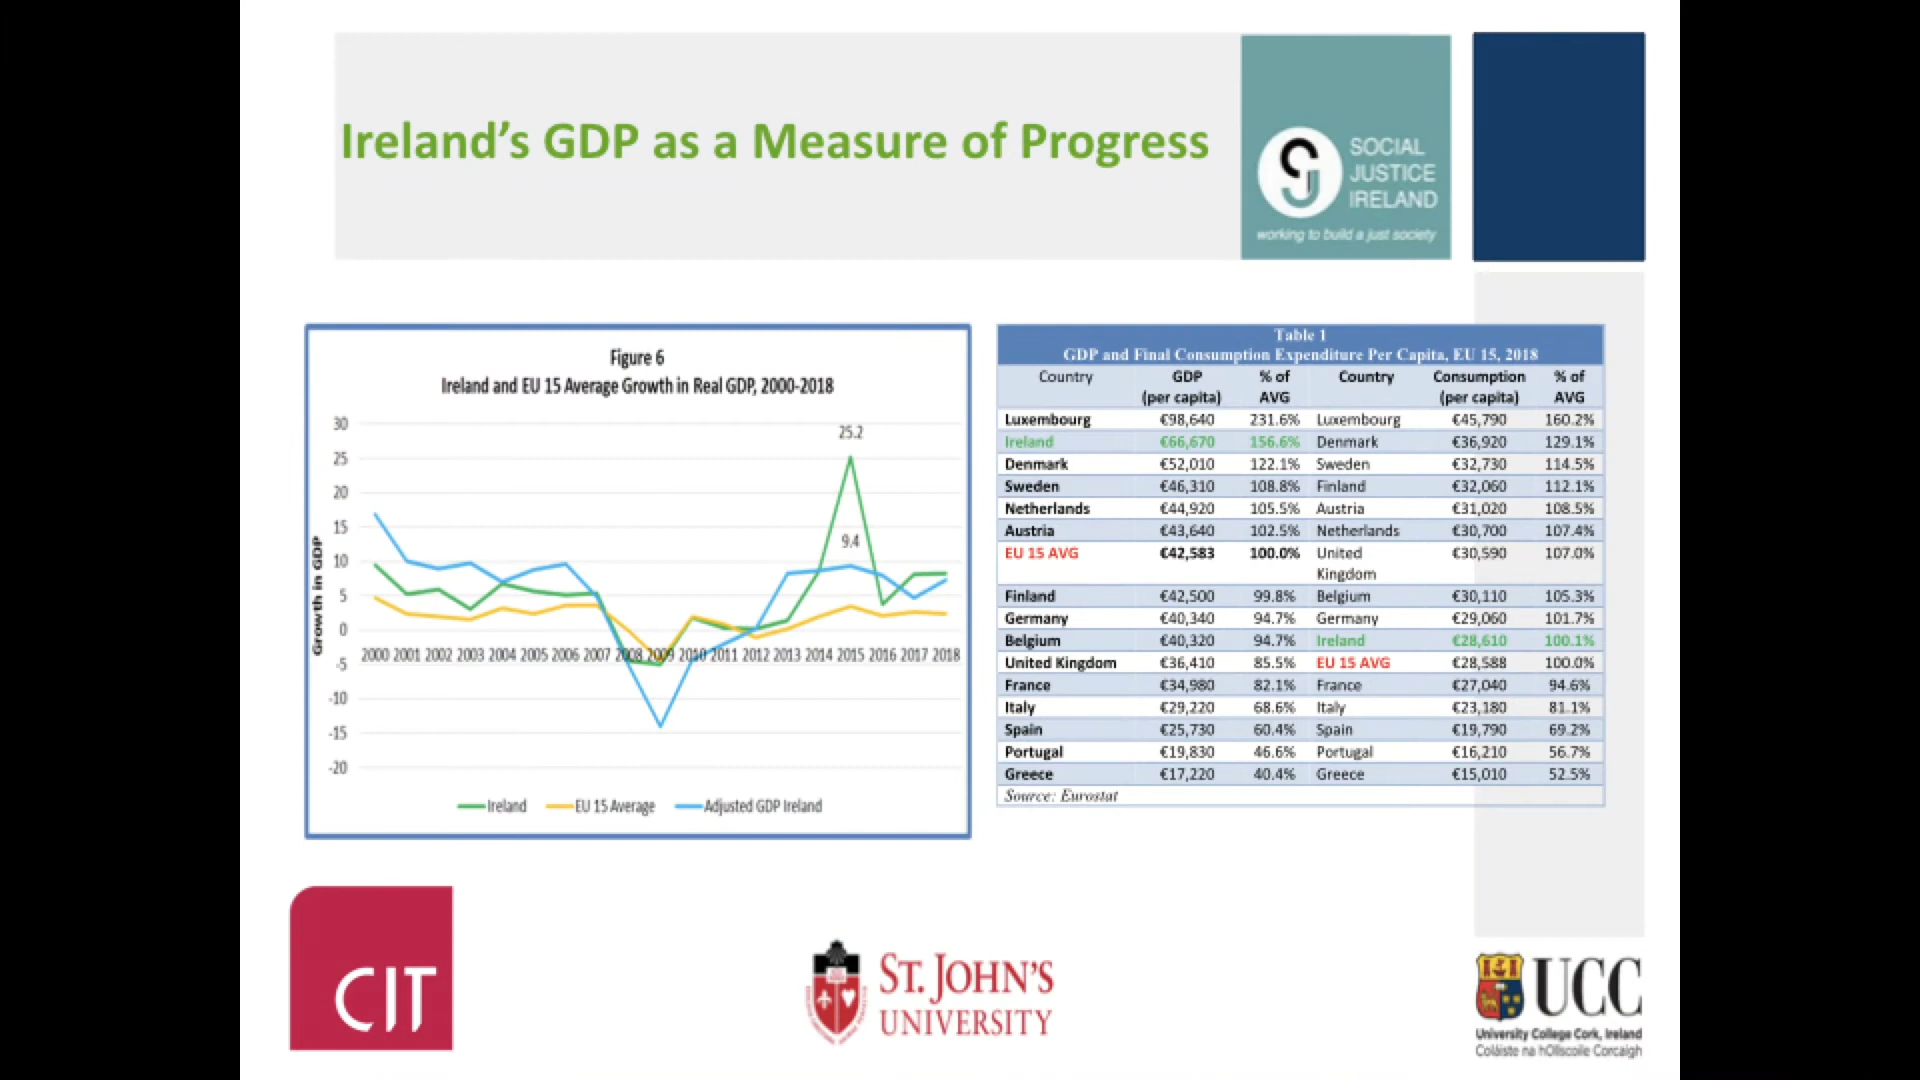 Ireland's GDP as a Measure of Progress
SOCIAL
JUSTICE
IRELAND
working to build a just society
Figure 6
Ireland and EU 15 Average Growth in Real GDP, 2000-2018
Growth in GDP
30
25
20
15
10
5
0
-5
-10
-15
-20
25.2
9.4
2000 2001 2002 2003 2004 2005 2006 2007 2008 2009 2010 2011 2012 2013 2014 2015 2016 2017 2018
Ireland EU 15 Average Adjusted GDP Ireland
Table 1
GDP and Final Consumption Expenditure Per Capita, EU 15, 2018
Country GDP % of Country Consumption % of
(per capita) AVG (per capita) AVG
Luxembourg €98,640 231.6% Luxembourg €45,790 160.2%
Ireland €66,670 156.6% Denmark €36,920 129.1%
Denmark €52,010 122.1% Sweden €32,730 114.5%
Sweden €46,310 108.8% Finland €32,060 112.1%
Netherlands €44,920 105.5% Austria €31,020 108.5%
Austria €43,640 102.5% Netherlands €30,700 107.4%
EU 15 AVG €42,583 100.0% United €30,590 107.0%
Kingdom
Finland €42,500 99.8% Belgium €30,110 105.3%
Germany €40,340 94.7% Germany €29,060 101.7%
Belgium €40,320 94.7% Ireland €28,610 100.1%
United Kingdom €36,410 85.5% EU 15 AVG €28,588 100.0%
France €34,980 82.1% France €27,040 94.6%
Italy €29,220 68.6% Italy €23,180 81.1%
Spain €25,730 60.4% Spain €19,790 69.2%
Portugal €19,830 46.6% Portugal €16,210 56.7%
Greece €17,220 40.4% Greece €15,010 52.5%
Source: Eurostat
CIT
ST. JOHN'S
UNIVERSITY
UCC
University College Cork, Ireland
Coláiste na hOllscoile Corcaigh